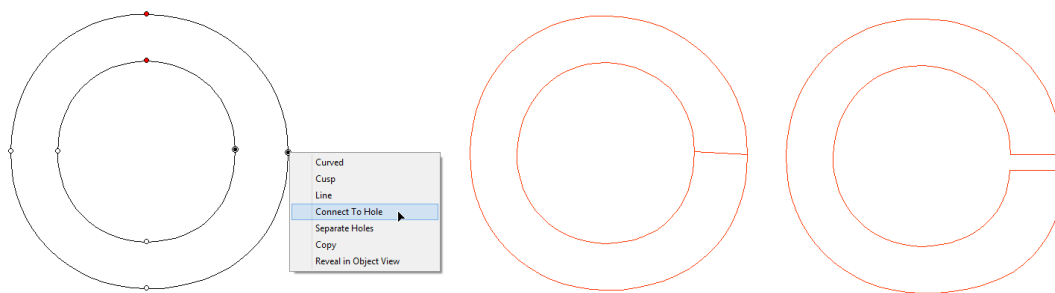 Curved
Cusp
Line
Connect To Hole
Separate Holes
Copy
Reveal in Object View